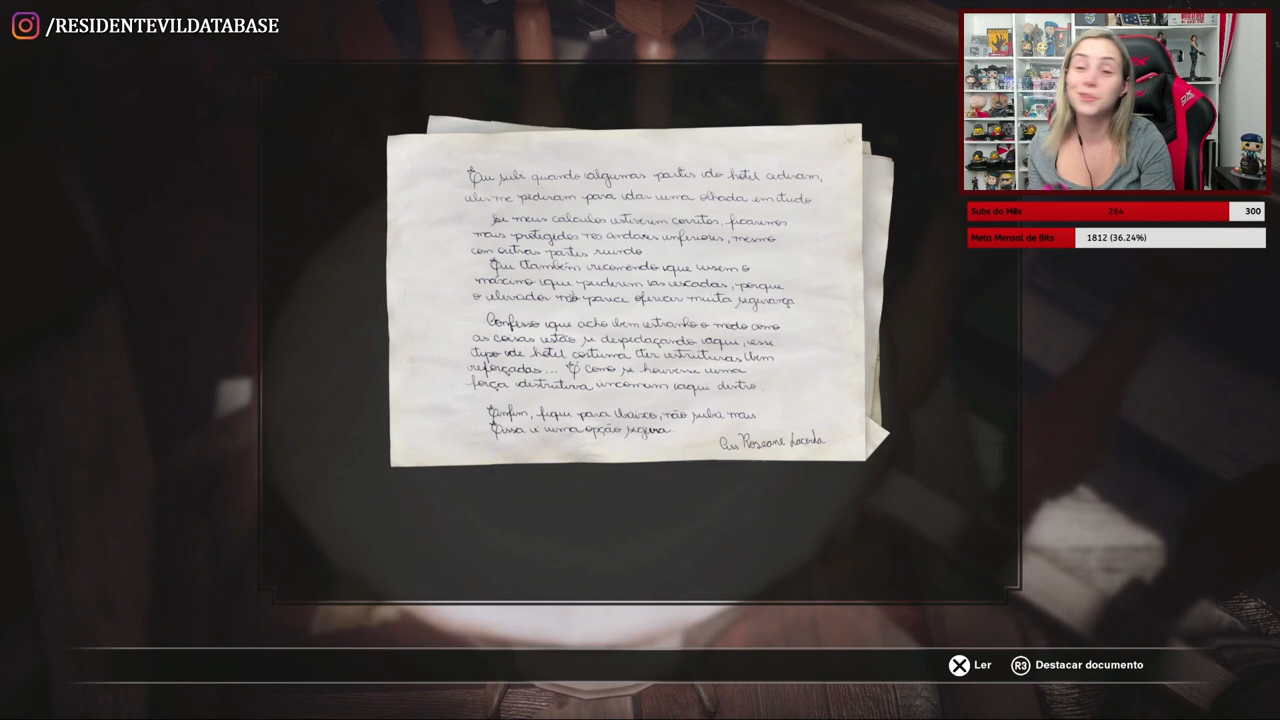 /RESIDENTEVILDATABASE
Eu subi quando algumas partes do hotel cederam,
eles me pediram para dar uma olhada em tudo
Se meus cálculos estiverem corretos, ficaremos
mais protegidos nos andares inferiores, mesmo
com outras partes ruindo
Eu também recomendo que usem o
máximo que puderem as escadas, porque
o elevador não parece oferecer muita segurança
Confesso que acho bem estranho o modo como
as coisas estão se despedaçando aqui, esse
tipo de hotel costuma ter estruturas bem
reforçadas... É como se houvesse uma
força destrutiva incomum aqui dentro.
Enfim, fique para baixo, não suba mais
Essa é uma opção segura.
Ass Roseane Lacerda
Subs do Mês 264 300
Meta Mensal de Bits 1812 (36.24%)
Ler R3 Destacar documento